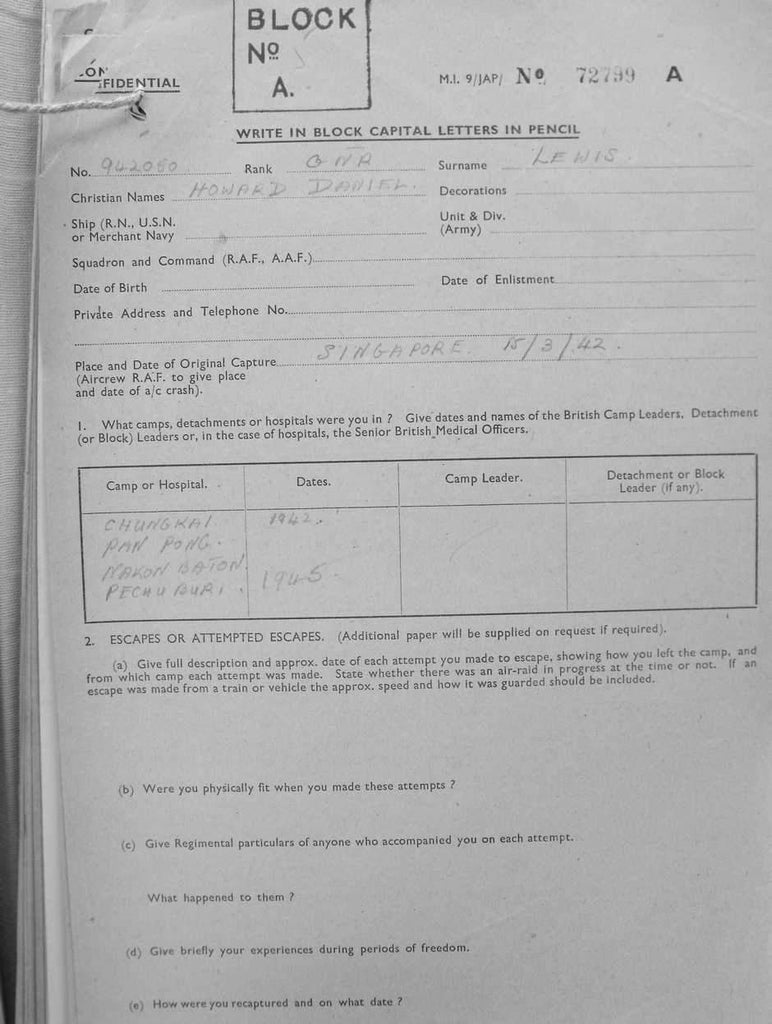 BLOCK
Nº
A.
FIDENTIAL
M.I. 9/JAP/ Nº 72799 A
WRITE IN BLOCK CAPITAL LETTERS IN PENCIL
No. 942050 Rank GNR Surname LEWIS.
Christian Names HOWARD DANIEL. Decorations
Ship (R.N., U.S.N. Unit & Div.
or Merchant Navy (Army)
Squadron and Command (R.A.F., A.A.F.)
Date of Birth Date of Enlistment
Private Address and Telephone No.
Place and Date of Original Capture SINGAPORE. 15/3/42.
(Aircrew R.A.F. to give place
and date of a/c crash).
1. What camps, detachments or hospitals were you in ? Give dates and names of the British Camp Leaders, Detachment
(or Block) Leaders or, in the case of hospitals, the Senior British Medical Officers.
Camp or Hospital. Dates. Camp Leader. Detachment or Block
Leader (if any).
CHUNGKAI 1942.
PAN PONG.
NAKON BATON
PECHUBURI. 1945.
2. ESCAPES OR ATTEMPTED ESCAPES. (Additional paper will be supplied on request if required).
(a) Give full description and approx. date of each attempt you made to escape, showing how you left the camp, and
from which camp each attempt was made. State whether there was an air-raid in progress at the time or not. If an
escape was made from a train or vehicle the approx. speed and how it was guarded should be included.
(b) Were you physically fit when you made these attempts ?
(c) Give Regimental particulars of anyone who accompanied you on each attempt.
What happened to them ?
(d) Give briefly your experiences during periods of freedom.
(e) How were you recaptured and on what date ?